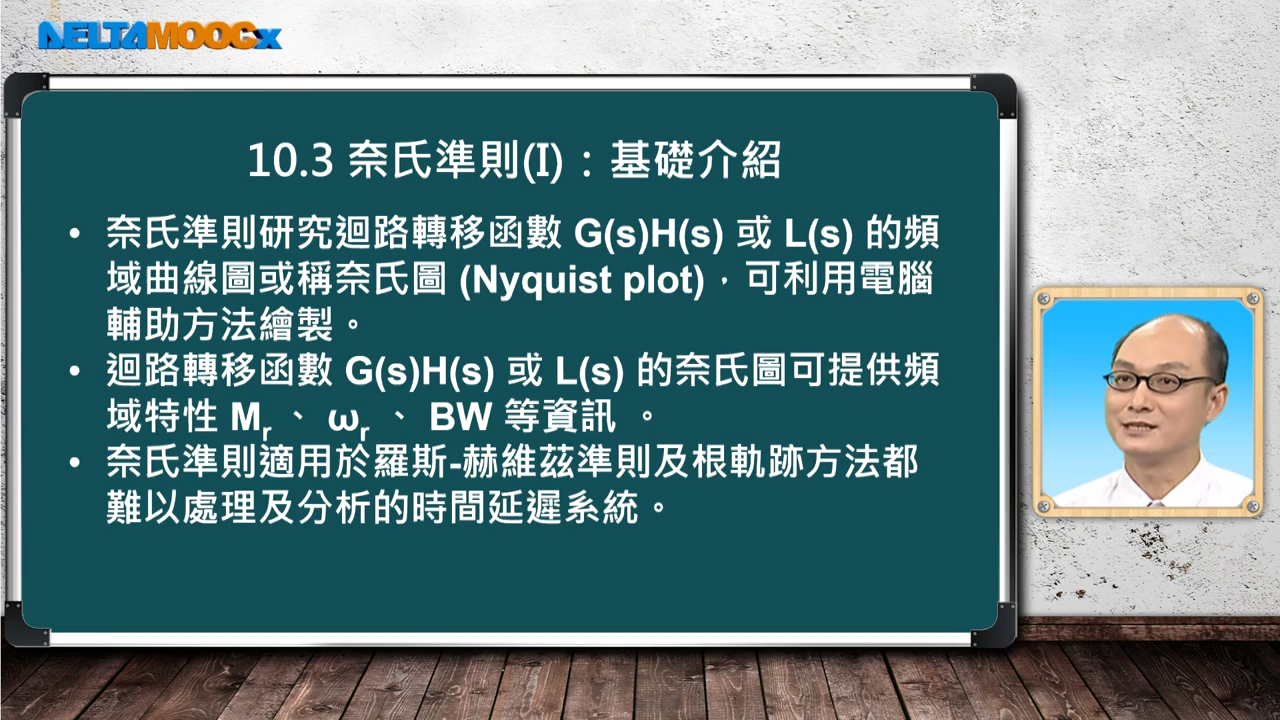 DELTAMOOCx
10.3 奈氏準則(I)：基礎介紹
• 奈氏準則研究迴路轉移函數 G(s)H(s) 或 L(s) 的頻
域曲線圖或稱奈氏圖 (Nyquist plot)，可利用電腦
輔助方法繪製。
• 迴路轉移函數 G(s)H(s) 或 L(s) 的奈氏圖可提供頻
域特性 Mr 、 ωr 、 BW 等資訊 。
• 奈氏準則適用於羅斯-赫維茲準則及根軌跡方法都
難以處理及分析的時間延遲系統。